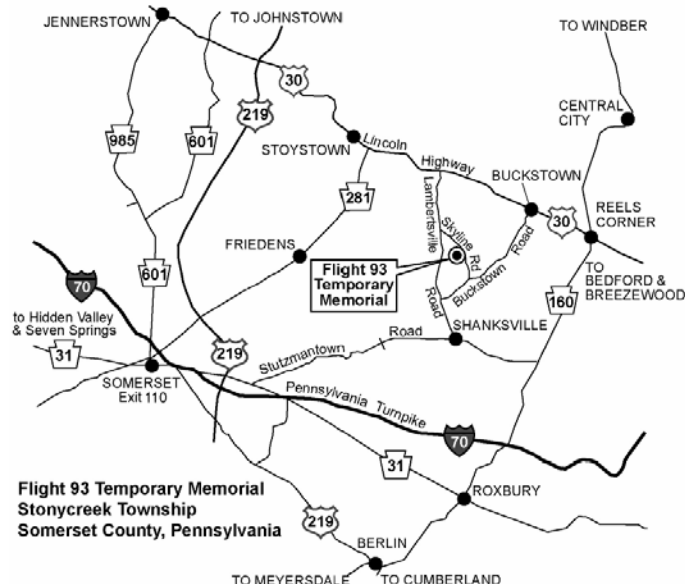 JENNERSTOWN
TO JOHNSTOWN
TO WINDBER
30
219
CENTRAL
CITY
985
601
STOYSTOWN
Lincoln
Highway
BUCKSTOWN
281
Lambertsville
Road
Skyline
Rd
30
REELS
CORNER
FRIEDENS
Flight 93
Temporary
Memorial
Buckstown
Road
TO
BEDFORD &
BREEZEWOOD
601
70
160
to Hidden Valley
& Seven Springs
31
SHANKSVILLE
Stutzmantown
Road
219
SOMERSET
Exit 110
Pennsylvania Turnpike
70
31
Flight 93 Temporary Memorial
Stonycreek Township
Somerset County, Pennsylvania
ROXBURY
219
BERLIN
TO MEYERSDALE
TO CUMBERLAND